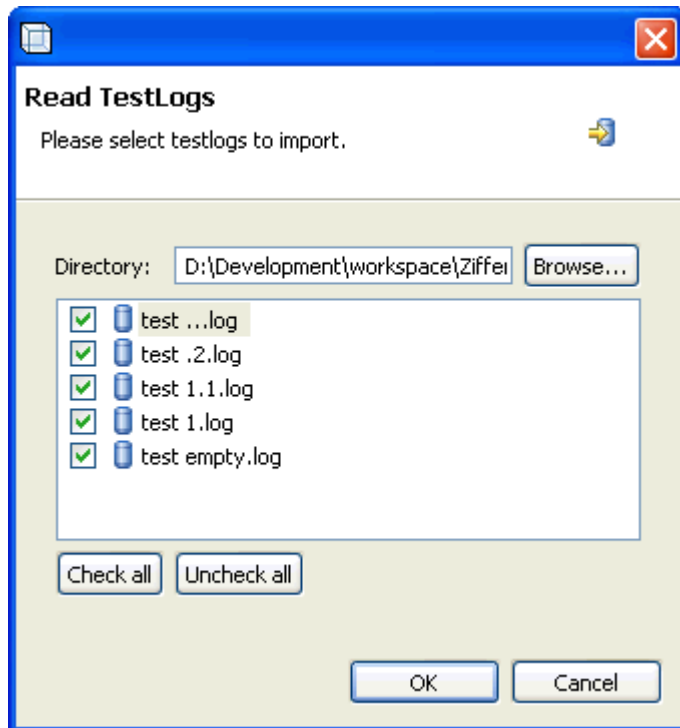 Read TestLogs
Please select testlogs to import.
Directory: D:\Development\workspace\Ziffer Browse...
test ...log
test .2.log
test 1.1.log
test 1.log
test empty.log
Check all Uncheck all
OK Cancel